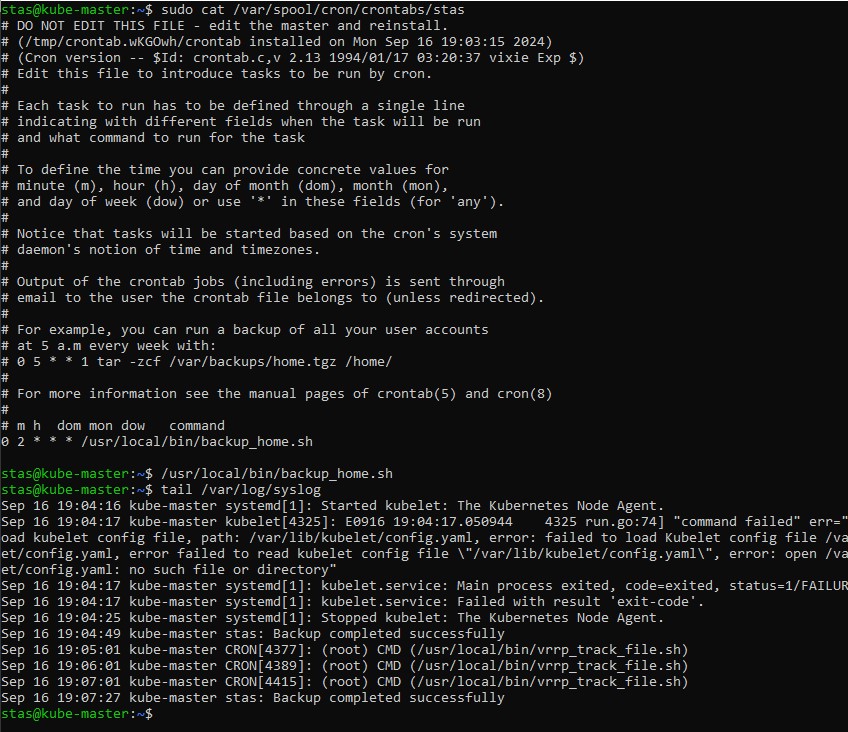 stas@kube-master:~$ sudo cat /var/spool/cron/crontabs/stas
# DO NOT EDIT THIS FILE - edit the master and reinstall.
# (/tmp/crontab.wKGOwh/crontab installed on Mon Sep 16 19:03:15 2024)
# (Cron version -- $Id: crontab.c,v 2.13 1994/01/17 03:20:37 vixie Exp $)
# Edit this file to introduce tasks to be run by cron.
#
# Each task to run has to be defined through a single line
# indicating with different fields when the task will be run
# and what command to run for the task
#
# To define the time you can provide concrete values for
# minute (m), hour (h), day of month (dom), month (mon),
# and day of week (dow) or use '*' in these fields (for 'any').
#
# Notice that tasks will be started based on the cron's system
# daemon's notion of time and timezones.
#
# Output of the crontab jobs (including errors) is sent through
# email to the user the crontab file belongs to (unless redirected).
#
# For example, you can run a backup of all your user accounts
# at 5 a.m every week with:
# 0 5 * * 1 tar -zcf /var/backups/home.tgz /home/
#
# For more information see the manual pages of crontab(5) and cron(8)
#
# m h  dom mon dow   command
0 2 * * * /usr/local/bin/backup_home.sh
stas@kube-master:~$ /usr/local/bin/backup_home.sh
stas@kube-master:~$ tail /var/log/syslog
Sep 16 19:04:16 kube-master systemd[1]: Started kubelet: The Kubernetes Node Agent.
Sep 16 19:04:17 kube-master kubelet[4325]: E0916 19:04:17.050944    4325 run.go:74] "command failed" err="
oad kubelet config file, path: /var/lib/kubelet/config.yaml, error: failed to load Kubelet config file /va
et/config.yaml, error failed to read kubelet config file \"/var/lib/kubelet/config.yaml\", error: open /va
et/config.yaml: no such file or directory"
Sep 16 19:04:17 kube-master systemd[1]: kubelet.service: Main process exited, code=exited, status=1/FAILUR
Sep 16 19:04:17 kube-master systemd[1]: kubelet.service: Failed with result 'exit-code'.
Sep 16 19:04:25 kube-master systemd[1]: Stopped kubelet: The Kubernetes Node Agent.
Sep 16 19:04:49 kube-master stas: Backup completed successfully
Sep 16 19:05:01 kube-master CRON[4377]: (root) CMD (/usr/local/bin/vrrp_track_file.sh)
Sep 16 19:06:01 kube-master CRON[4389]: (root) CMD (/usr/local/bin/vrrp_track_file.sh)
Sep 16 19:07:01 kube-master CRON[4415]: (root) CMD (/usr/local/bin/vrrp_track_file.sh)
Sep 16 19:07:27 kube-master stas: Backup completed successfully
stas@kube-master:~$